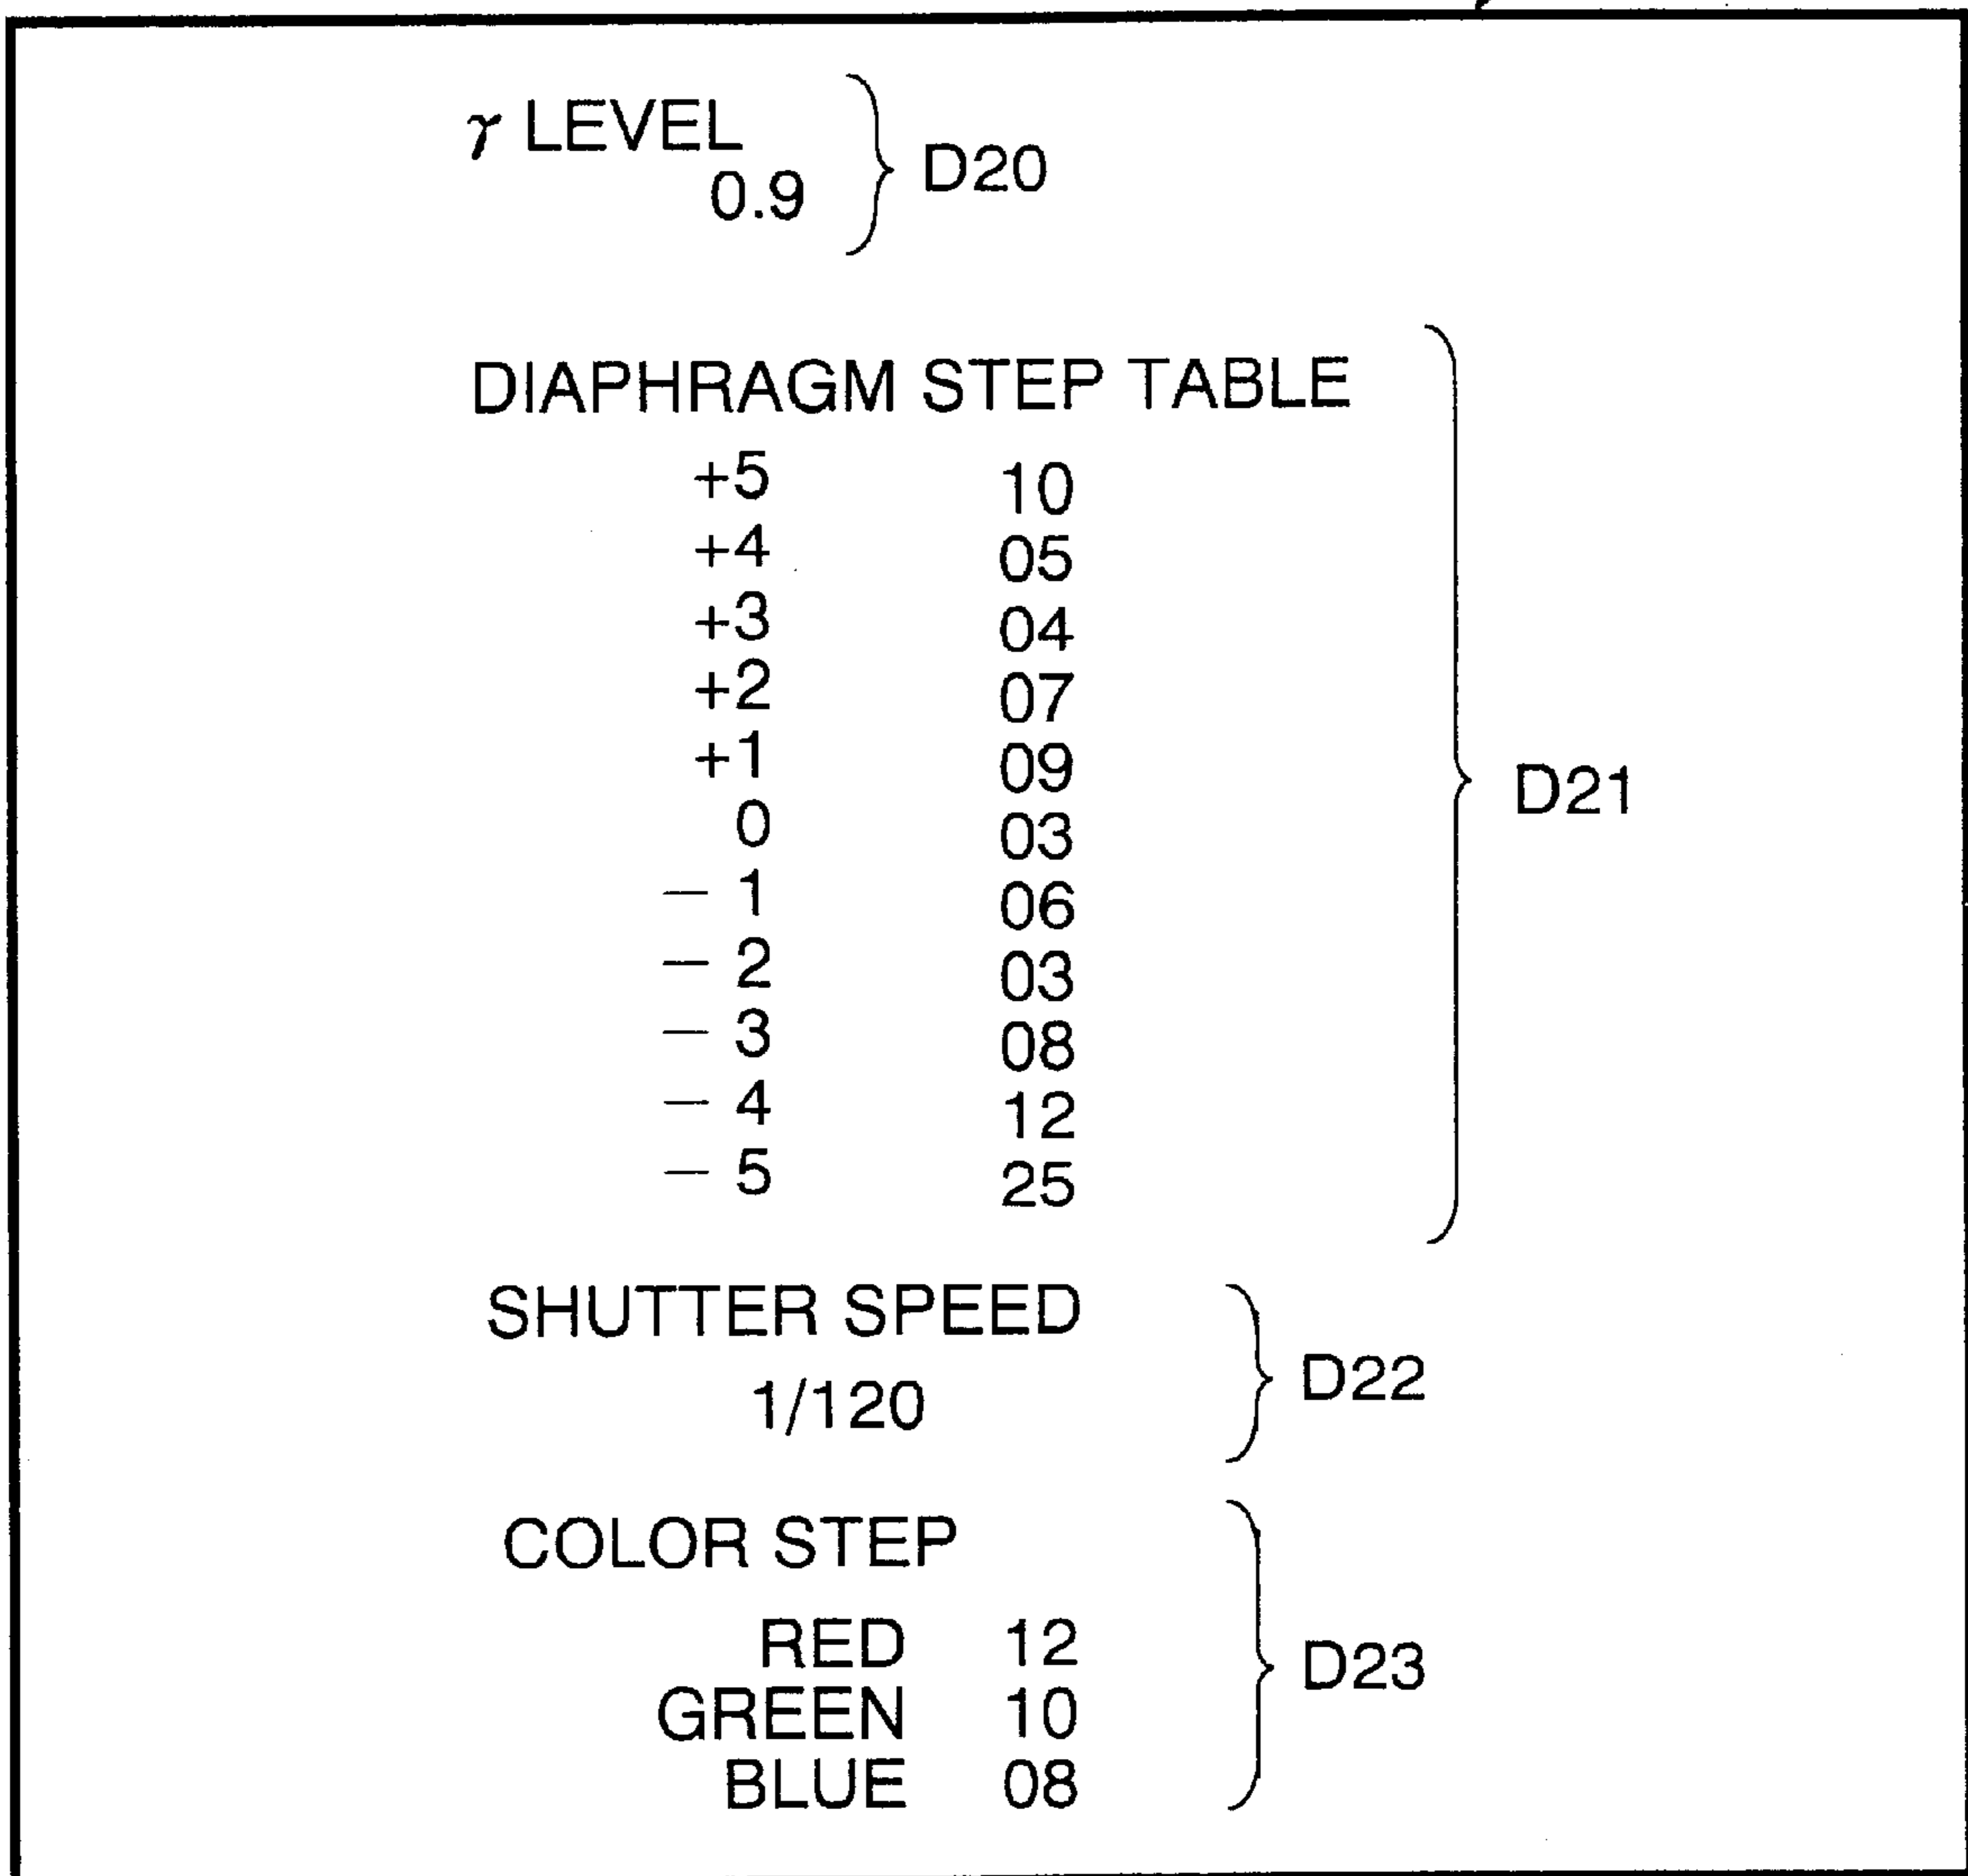 γ LEVEL
0.9
D20
DIAPHRAGM STEP TABLE
+5 10
+4 05
+3 04
+2 07
+1 09
0 03
− 1 06
− 2 03
− 3 08
− 4 12
− 5 25
D21
SHUTTER SPEED
1/120
D22
COLOR STEP
RED 12
GREEN 10
BLUE 08
D23